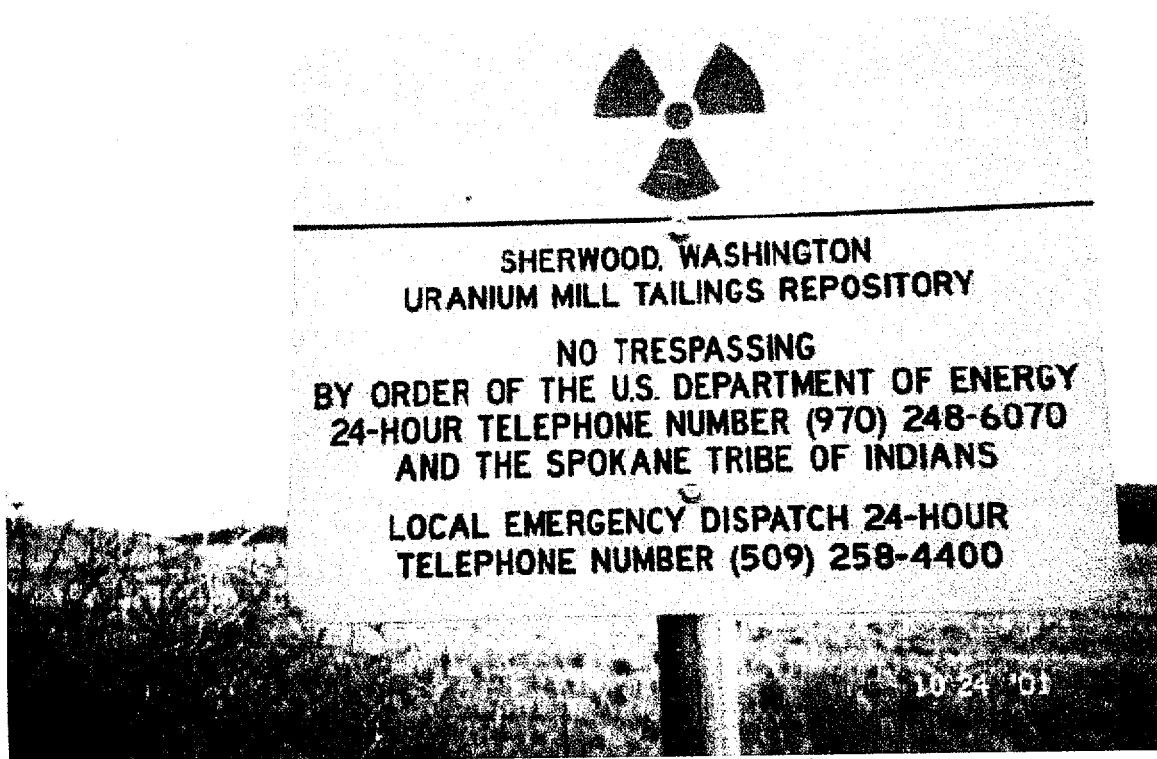 SHERWOOD, WASHINGTON
URANIUM MILL TAILINGS REPOSITORY
NO TRESPASSING
BY ORDER OF THE U.S. DEPARTMENT OF ENERGY
24-HOUR TELEPHONE NUMBER (970) 248-6070
AND THE SPOKANE TRIBE OF INDIANS
LOCAL EMERGENCY DISPATCH 24-HOUR
TELEPHONE NUMBER (509) 258-4400
10 24 '01